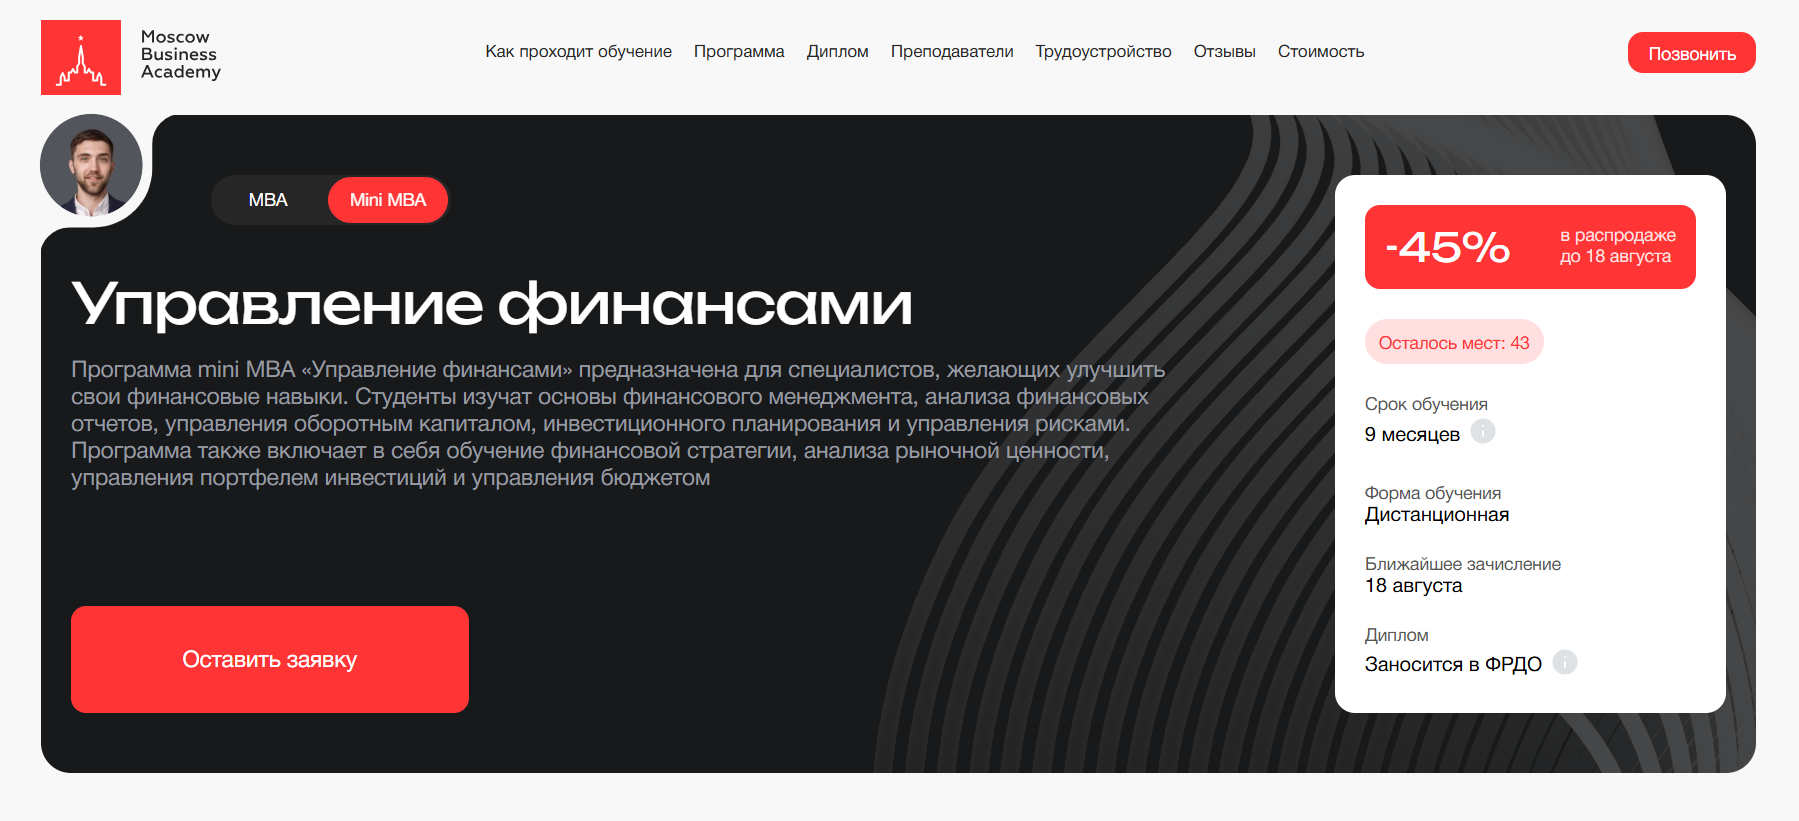 Moscow
Business
Academy
Как проходит обучение Программа Диплом Преподаватели Трудоустройство Отзывы Стоимость
Позвонить
MBA Mini MBA
Управление финансами
Программа mini MBA «Управление финансами» предназначена для специалистов, желающих улучшить
свои финансовые навыки. Студенты изучат основы финансового менеджмента, анализа финансовых
отчетов, управления оборотным капиталом, инвестиционного планирования и управления рисками.
Программа также включает в себя обучение финансовой стратегии, анализа рыночной ценности,
управления портфелем инвестиций и управления бюджетом
Оставить заявку
-45%
в распродаже
до 18 августа
Осталось мест: 43
Срок обучения
9 месяцев
Форма обучения
Дистанционная
Ближайшее зачисление
18 августа
Диплом
Заносится в ФРДО